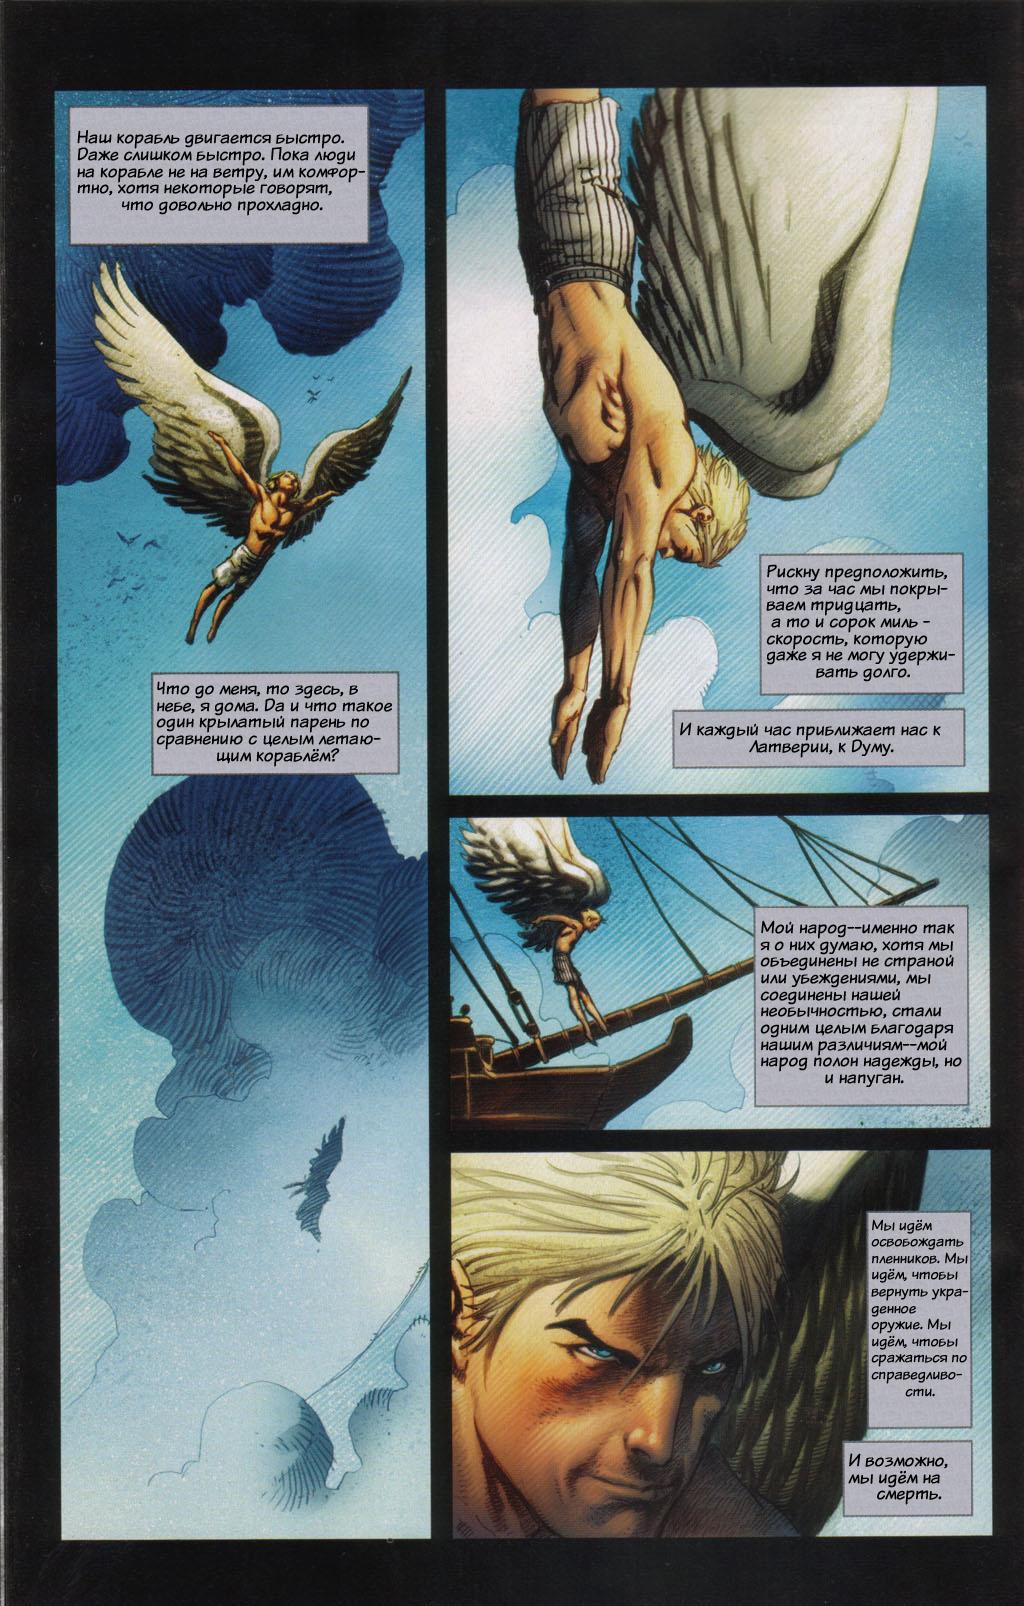 Наш корабль двигается быстро.
Даже слишком быстро. Пока люди
на корабле не на ветру, им комфор-
тно, хотя некоторые говорят,
что довольно прохладно.
Что до меня, то здесь, в
небе, я дома. Да и что такое
один крылатый парень по
сравнению с целым летаю-
щим кораблём?
Рискну предположить,
что за час мы покры-
ваем тридцать,
а то и сорок миль -
скорость, которую
даже я не могу удержи-
вать долго.
И каждый час приближает нас к
Латверии, к Думу.
Мой народ--именно так
я о них думаю, хотя мы
объединены не страной
или убеждениями, мы
соединены нашей
необычностью, стали
одним целым благодаря
нашим различиям--мой
народ полон надежды, но
и напуган.
Мы идём
освобождать
пленников. Мы
идём, чтобы
вернуть укра-
денное
оружие. Мы
идём, чтобы
сражаться по
справедливо-
сти.
И возможно,
мы идём на
смерть.